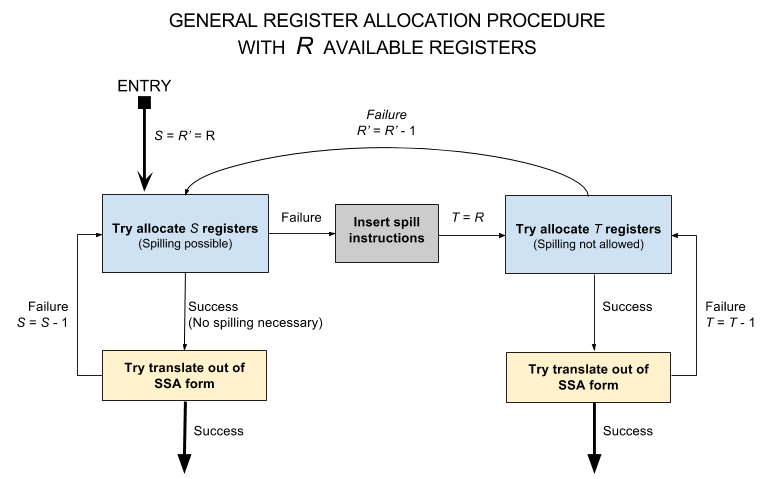 GENERAL REGISTER ALLOCATION PROCEDURE
WITH R AVAILABLE REGISTERS
ENTRY
S = R' = R
Failure
R' = R' - 1
Try allocate S registers
(Spilling possible)
Failure
Insert spill
instructions
T = R
Try allocate T registers
(Spilling not allowed)
Failure
S = S - 1
Success
(No spilling necessary)
Success
Failure
T = T - 1
Try translate out of
SSA form
Try translate out of
SSA form
Success
Success